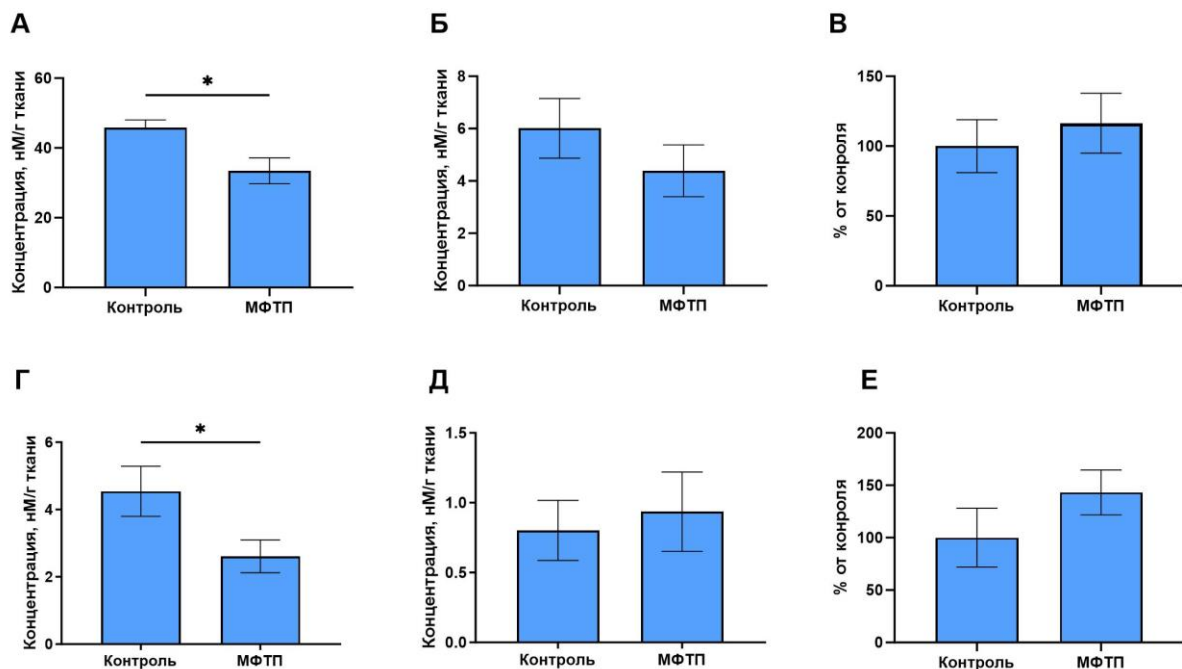 А
Концентрация, нМ/г ткани
60
40
20
0
*
Контроль
МФТП
Б
Концентрация, нМ/г ткани
8
6
4
2
0
Контроль
МФТП
В
% от конроля
150
100
50
0
Контроль
МФТП
Г
Концентрация, нМ/г ткани
6
4
2
0
*
Контроль
МФТП
Д
Концентрация, нМ/г ткани
1.5
1.0
0.5
0.0
Контроль
МФТП
Е
% от конроля
200
150
100
50
0
Контроль
МФТП